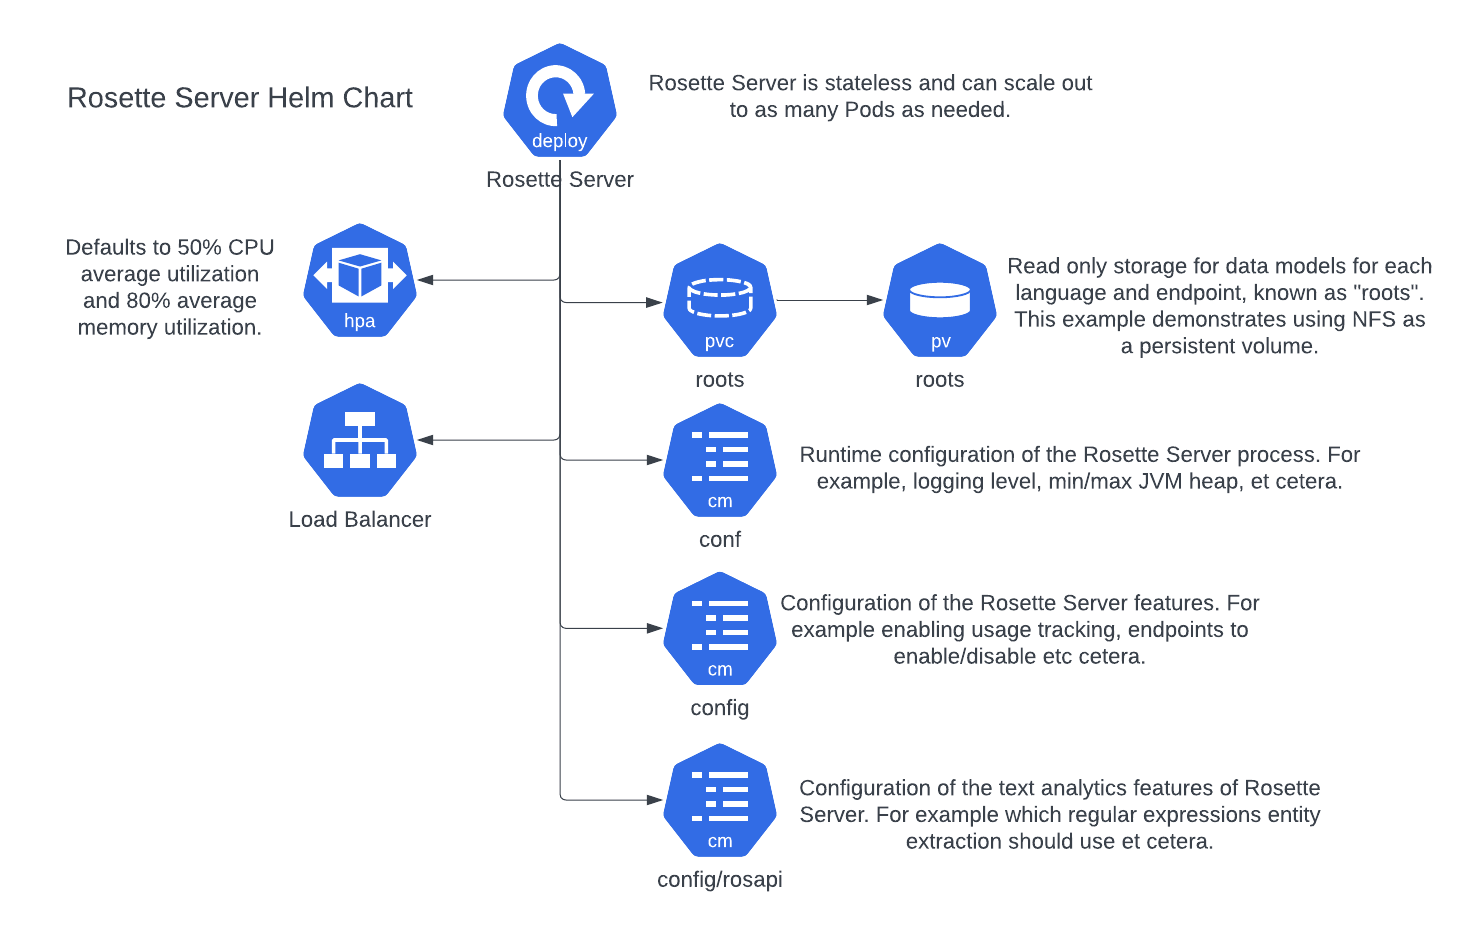 Rosette Server Helm Chart
deploy
Rosette Server
Rosette Server is stateless and can scale out
to as many Pods as needed.
Defaults to 50% CPU
average utilization
and 80% average
memory utilization.
hpa
pvc
roots
pv
roots
Read only storage for data models for each
language and endpoint, known as "roots".
This example demonstrates using NFS as
a persistent volume.
Load Balancer
cm
conf
Runtime configuration of the Rosette Server process. For
example, logging level, min/max JVM heap, et cetera.
cm
config
Configuration of the Rosette Server features. For
example enabling usage tracking, endpoints to
enable/disable etc cetera.
cm
config/rosapi
Configuration of the text analytics features of Rosette
Server. For example which regular expressions entity
extraction should use et cetera.